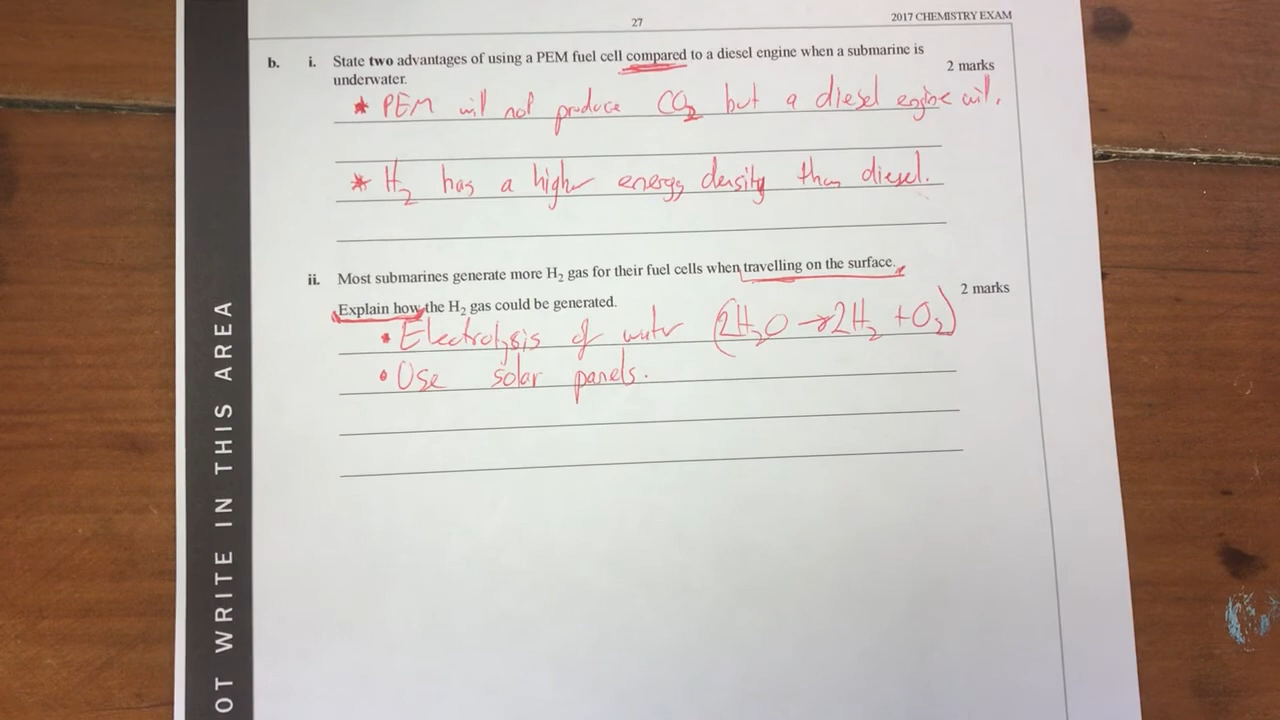 27
2017 CHEMISTRY EXAM
b. i. State two advantages of using a PEM fuel cell compared to a diesel engine when a submarine is
underwater.
2 marks
* PEM will not produce CO2 but a diesel engine will.
* H2 has a higher energy density than diesel.
ii. Most submarines generate more H2 gas for their fuel cells when travelling on the surface.
Explain how the H2 gas could be generated.
2 marks
• Electrolysis of water (2H2O → 2H2 + O2)
• Use solar panels.
OT WRITE IN THIS AREA